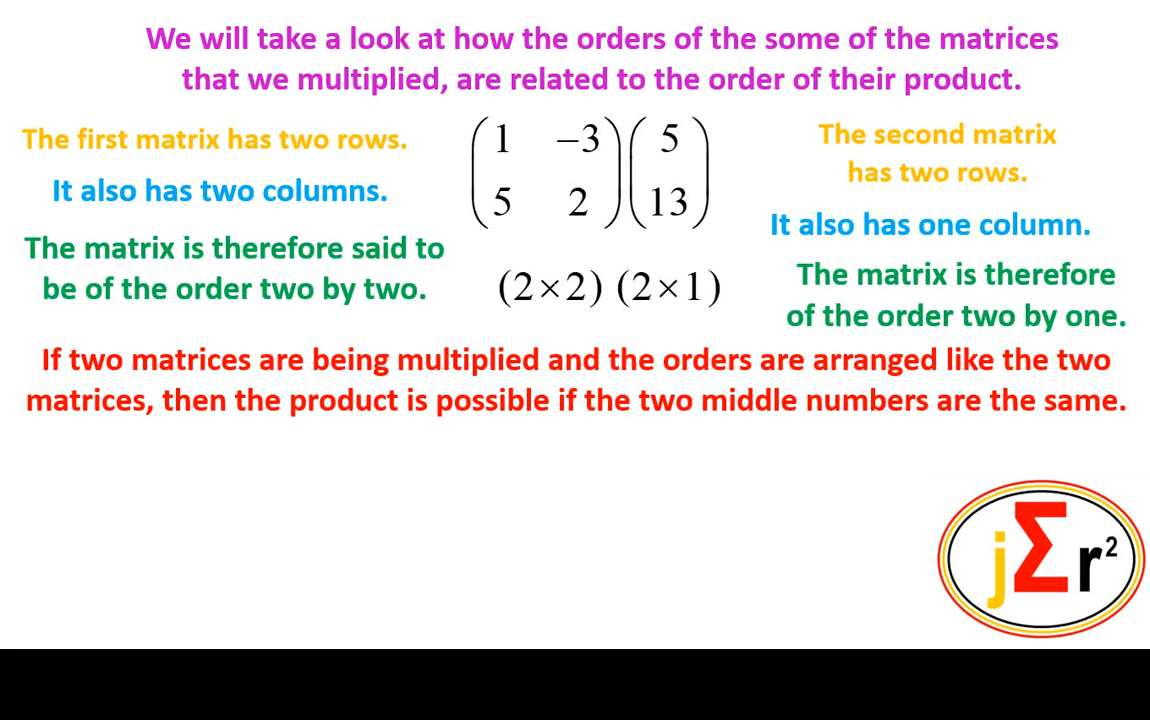 We will take a look at how the orders of the some of the matrices
that we multiplied, are related to the order of their product.
The first matrix has two rows.
It also has two columns.
The matrix is therefore said to
be of the order two by two.
1 −3 5
5 2 13
(2×2) (2×1)
The second matrix
has two rows.
It also has one column.
The matrix is therefore
of the order two by one.
If two matrices are being multiplied and the orders are arranged like the two
matrices, then the product is possible if the two middle numbers are the same.
jΣr²